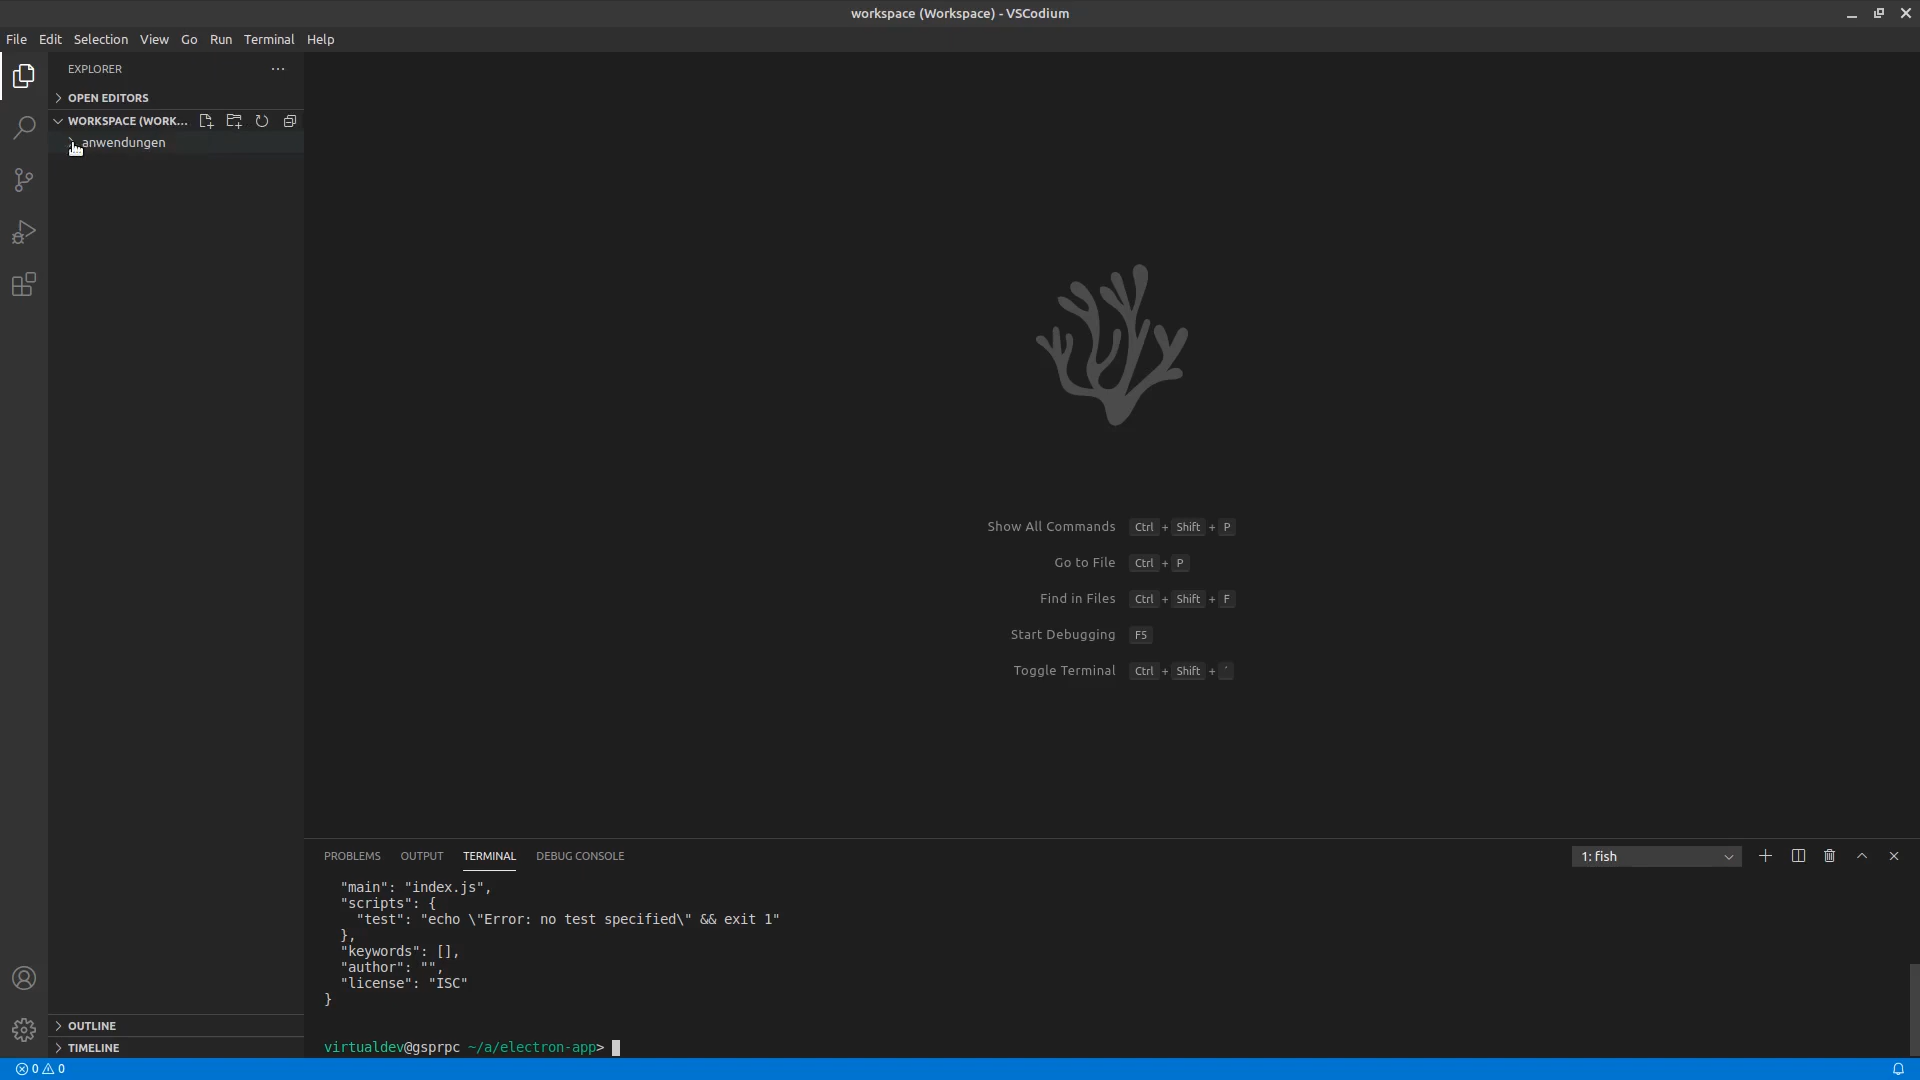 workspace (Workspace) - VSCodium
File Edit Selection View Go Run Terminal Help
EXPLORER
OPEN EDITORS
WORKSPACE (WORK...
anwendungen
Show All Commands Ctrl + Shift + P
Go to File Ctrl + P
Find in Files Ctrl + Shift + F
Start Debugging F5
Toggle Terminal Ctrl + Shift + ´
PROBLEMS OUTPUT TERMINAL DEBUG CONSOLE 1: fish
"main": "index.js",
"scripts": {
"test": "echo \"Error: no test specified\" && exit 1"
},
"keywords": [],
"author": "",
"license": "ISC"
}
virtualdev@gsprpc ~/a/electron-app>
OUTLINE
TIMELINE
0 0